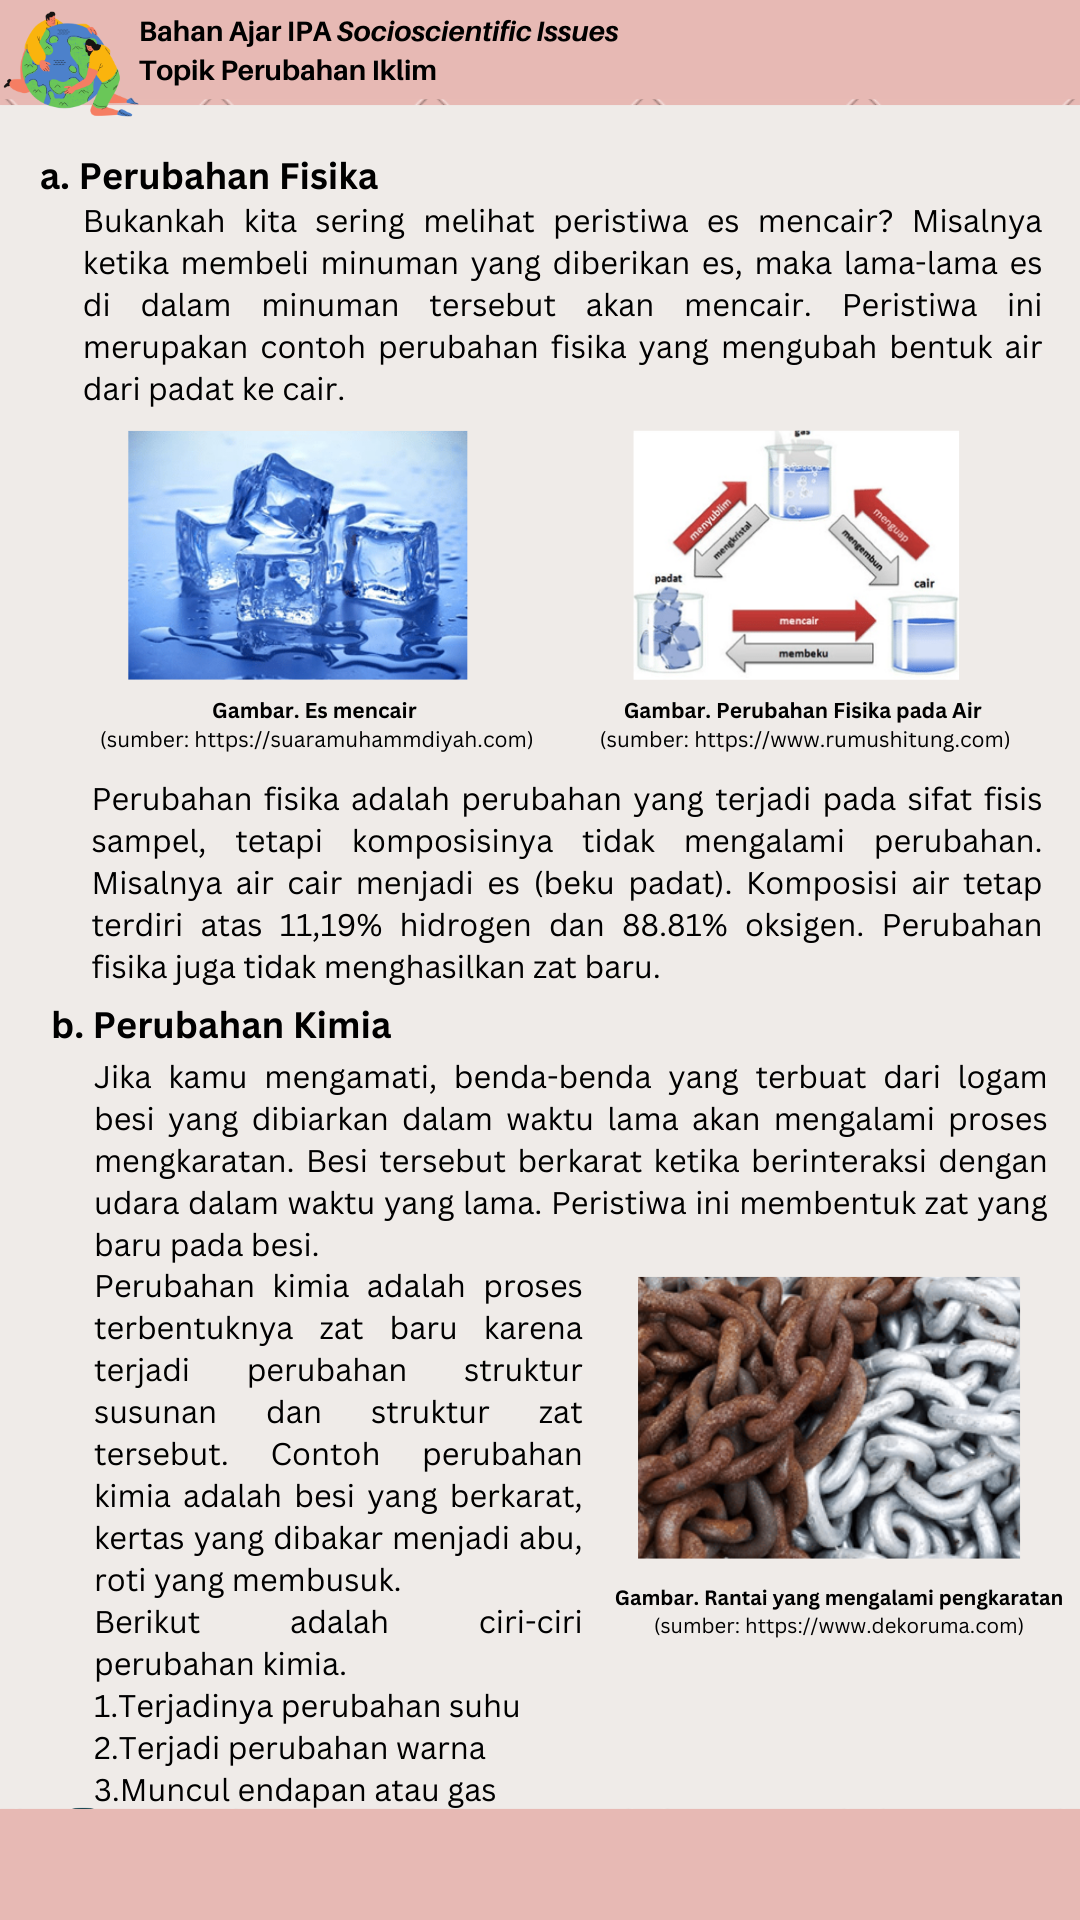 Bahan Ajar IPA Socioscientific Issues
Topik Perubahan Iklim
a. Perubahan Fisika
Bukankah kita sering melihat peristiwa es mencair? Misalnya
ketika membeli minuman yang diberikan es, maka lama-lama es
di dalam minuman tersebut akan mencair. Peristiwa ini
merupakan contoh perubahan fisika yang mengubah bentuk air
dari padat ke cair.
gas
menyublim
mengkristal
menguap
mengembun
padat
cair
mencair
membeku
Gambar. Es mencair
(sumber: https://suaramuhammdiyah.com)
Gambar. Perubahan Fisika pada Air
(sumber: https://www.rumushitung.com)
Perubahan fisika adalah perubahan yang terjadi pada sifat fisis
sampel, tetapi komposisinya tidak mengalami perubahan.
Misalnya air cair menjadi es (beku padat). Komposisi air tetap
terdiri atas 11,19% hidrogen dan 88.81% oksigen. Perubahan
fisika juga tidak menghasilkan zat baru.
b. Perubahan Kimia
Jika kamu mengamati, benda-benda yang terbuat dari logam
besi yang dibiarkan dalam waktu lama akan mengalami proses
mengkaratan. Besi tersebut berkarat ketika berinteraksi dengan
udara dalam waktu yang lama. Peristiwa ini membentuk zat yang
baru pada besi.
Perubahan kimia adalah proses
terbentuknya zat baru karena
terjadi perubahan struktur
susunan dan struktur zat
tersebut. Contoh perubahan
kimia adalah besi yang berkarat,
kertas yang dibakar menjadi abu,
roti yang membusuk.
Berikut adalah ciri-ciri
perubahan kimia.
1.Terjadinya perubahan suhu
2.Terjadi perubahan warna
3.Muncul endapan atau gas
Gambar. Rantai yang mengalami pengkaratan
(sumber: https://www.dekoruma.com)